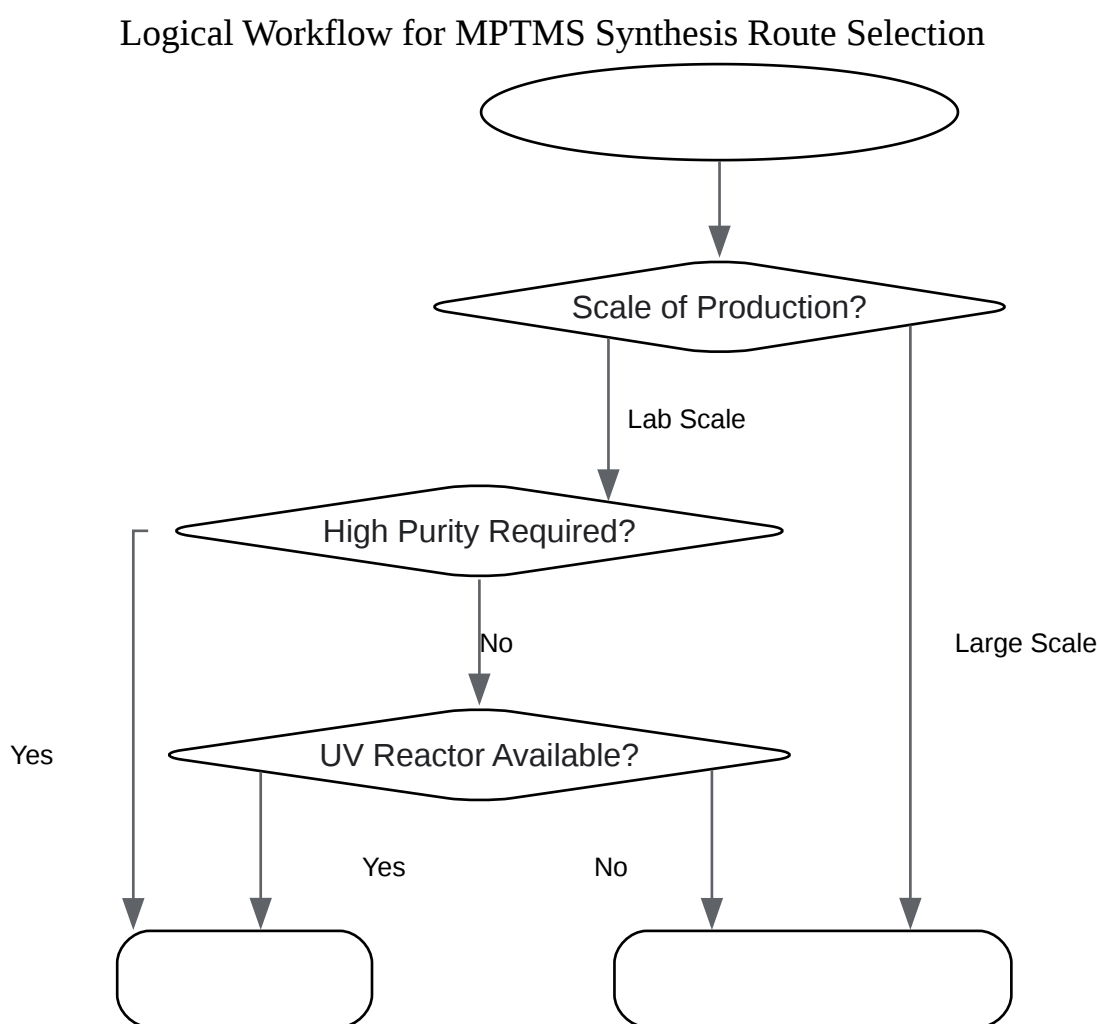 Logical Workflow for MPTMS Synthesis Route Selection
Scale of Production?
Lab Scale
High Purity Required?
No
Large Scale
UV Reactor Available?
Yes
Yes
No